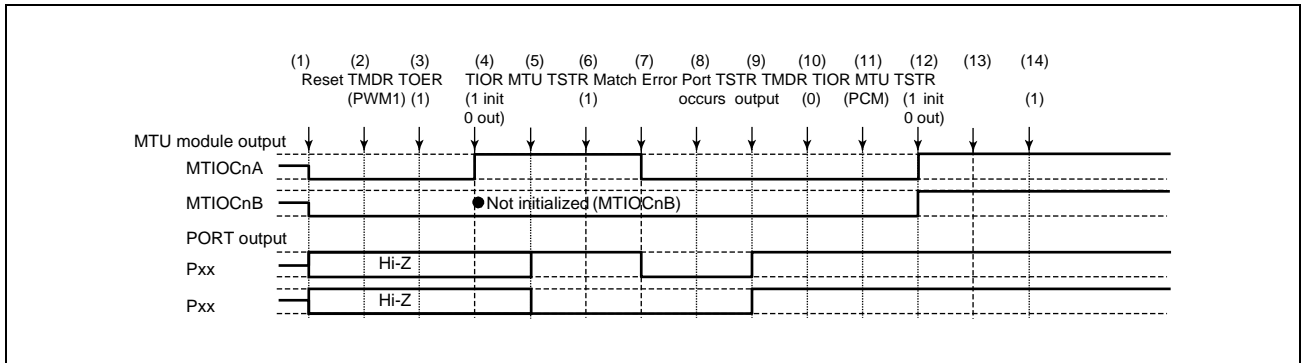 (1) (2) (3) (4) (5) (6) (7) (8) (9) (10) (11) (12) (13) (14)
Reset TMDR TOER TIOR MTU TSTR Match Error Port TSTR TMDR TIOR MTU TSTR
(PWM1) (1) (1 init (1) occurs output (0) (PCM) (1 init (1)
0 out) 0 out)
MTU module output
MTIOCnA
MTIOCnB
●Not initialized (MTIOCnB)
PORT output
Pxx
Hi-Z
Pxx
Hi-Z